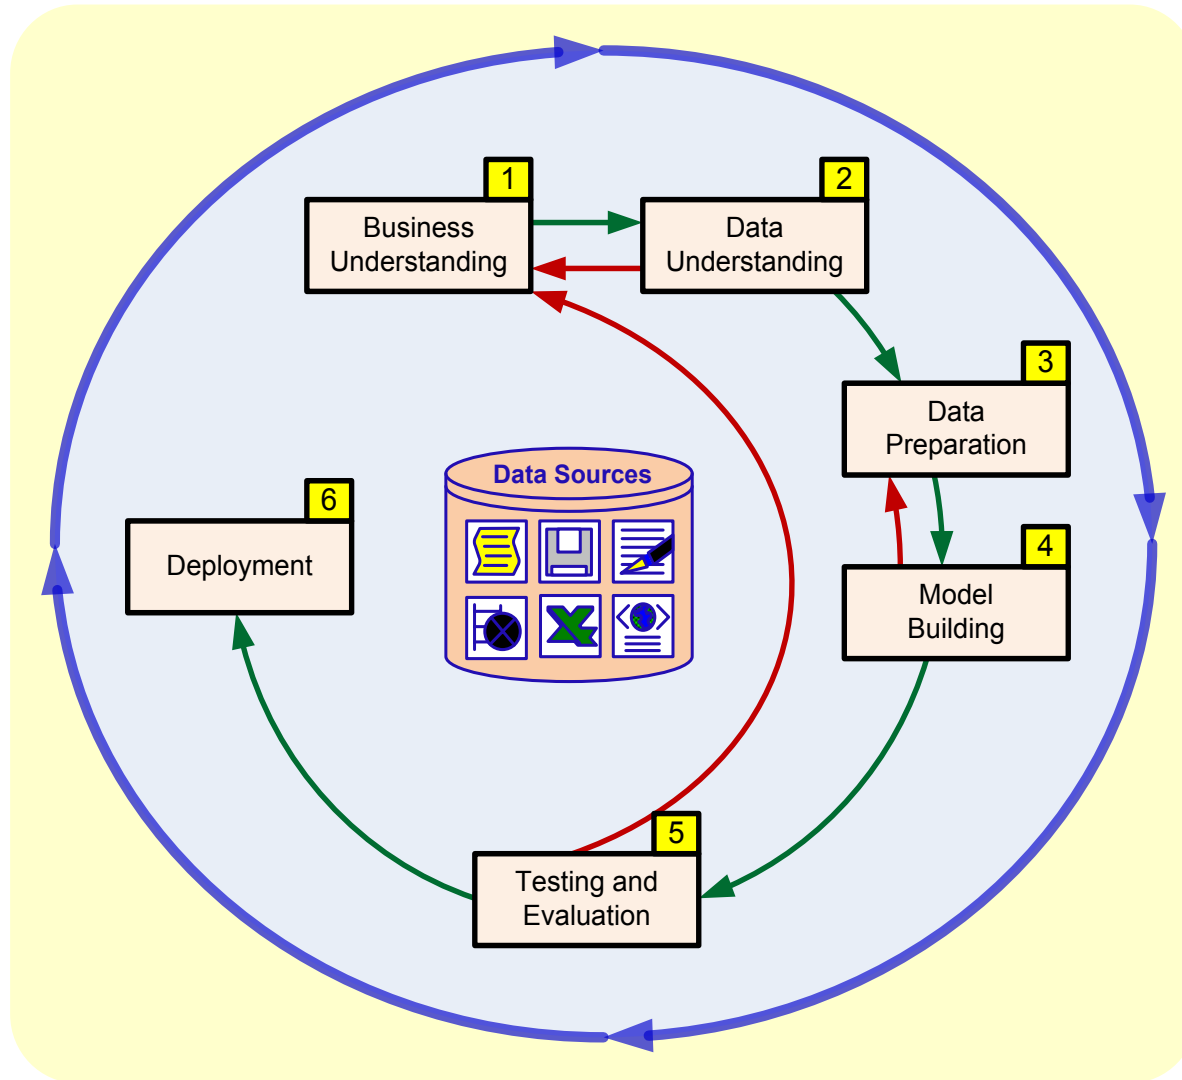 1
Business
Understanding
2
Data
Understanding
3
Data
Preparation
4
Model
Building
5
Testing and
Evaluation
6
Deployment
Data Sources